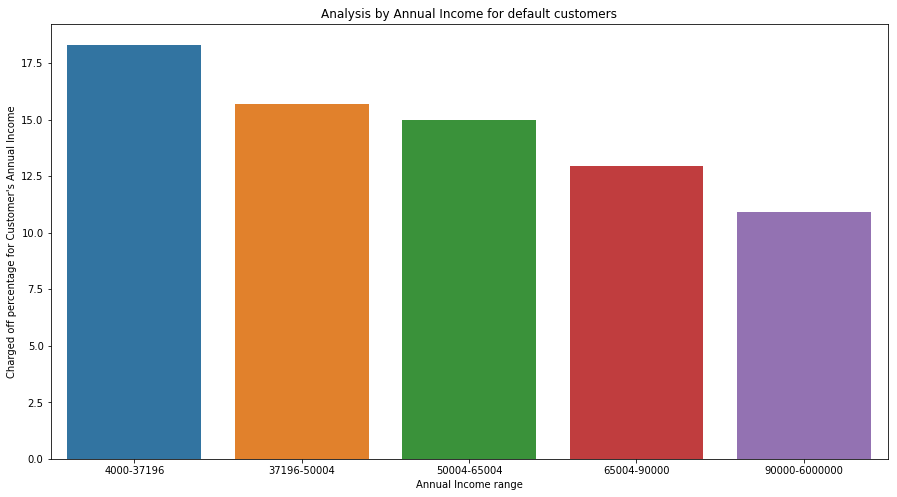 Analysis by Annual Income for default customers
Charged off percentage for Customer's Annual Income
17.5
15.0
12.5
10.0
7.5
5.0
2.5
0.0
4000-37196 37196-50004 50004-65004 65004-90000 90000-6000000
Annual Income range